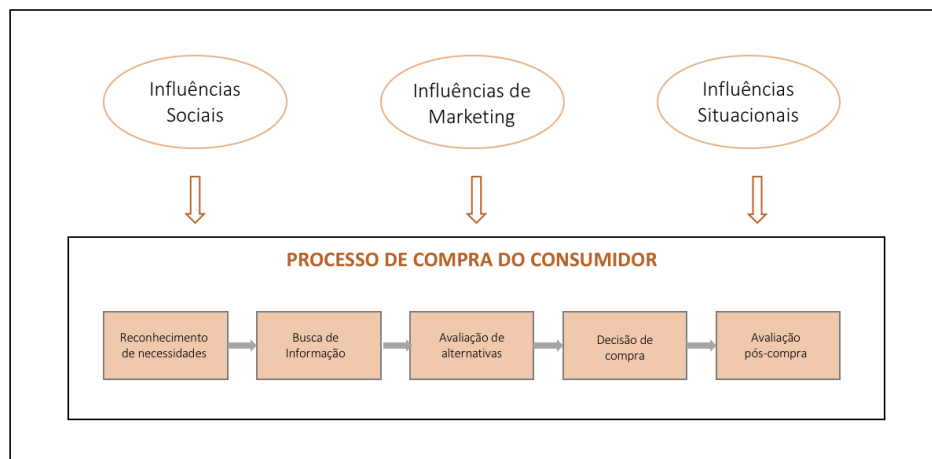 Influências
Sociais
Influências de
Marketing
Influências
Situacionais
PROCESSO DE COMPRA DO CONSUMIDOR
Reconhecimento
de necessidades
Busca de
Informação
Avaliação de
alternativas
Decisão de
compra
Avaliação
pós-compra